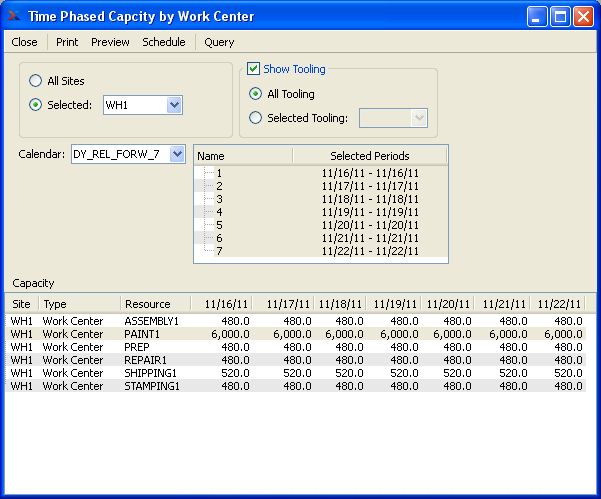 Time Phased Capcity by Work Center
Close Print Preview Schedule Query
All Sites
Selected: WH1
Show Tooling
All Tooling
Selected Tooling:
Calendar: DY_REL_FORW_7
Name Selected Periods
1 11/16/11 - 11/16/11
2 11/17/11 - 11/17/11
3 11/18/11 - 11/18/11
4 11/19/11 - 11/19/11
5 11/20/11 - 11/20/11
6 11/21/11 - 11/21/11
7 11/22/11 - 11/22/11
Capacity
Site Type Resource 11/16/11 11/17/11 11/18/11 11/19/11 11/20/11 11/21/11 11/22/11
WH1 Work Center ASSEMBLY1 480.0 480.0 480.0 480.0 480.0 480.0 480.0
WH1 Work Center PAINT1 6,000.0 6,000.0 6,000.0 6,000.0 6,000.0 6,000.0 6,000.0
WH1 Work Center PREP 480.0 480.0 480.0 480.0 480.0 480.0 480.0
WH1 Work Center REPAIR1 480.0 480.0 480.0 480.0 480.0 480.0 480.0
WH1 Work Center SHIPPING1 520.0 520.0 520.0 520.0 520.0 520.0 520.0
WH1 Work Center STAMPING1 480.0 480.0 480.0 480.0 480.0 480.0 480.0